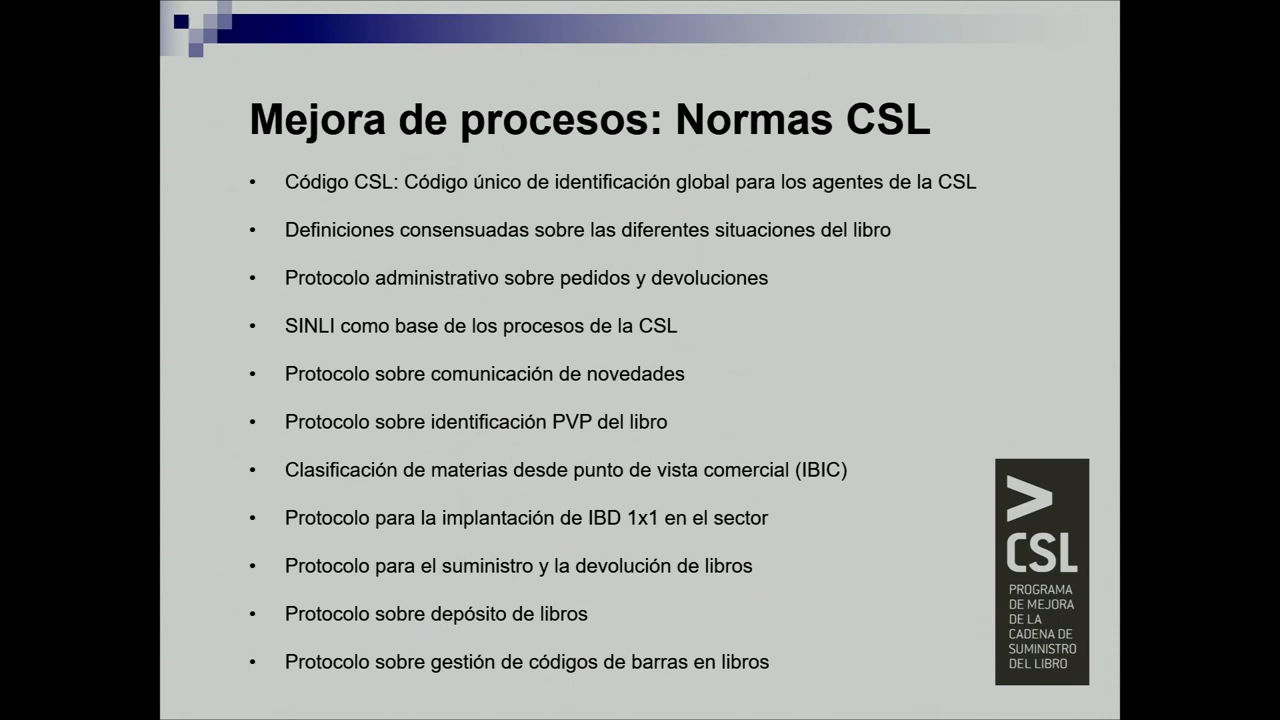 Mejora de procesos: Normas CSL
• Código CSL: Código único de identificación global para los agentes de la CSL
• Definiciones consensuadas sobre las diferentes situaciones del libro
• Protocolo administrativo sobre pedidos y devoluciones
• SINLI como base de los procesos de la CSL
• Protocolo sobre comunicación de novedades
• Protocolo sobre identificación PVP del libro
• Clasificación de materias desde punto de vista comercial (IBIC)
• Protocolo para la implantación de IBD 1x1 en el sector
• Protocolo para el suministro y la devolución de libros
• Protocolo sobre depósito de libros
• Protocolo sobre gestión de códigos de barras en libros
>
CSL
PROGRAMA
DE MEJORA
DE LA
CADENA DE
SUMINISTRO
DEL LIBRO